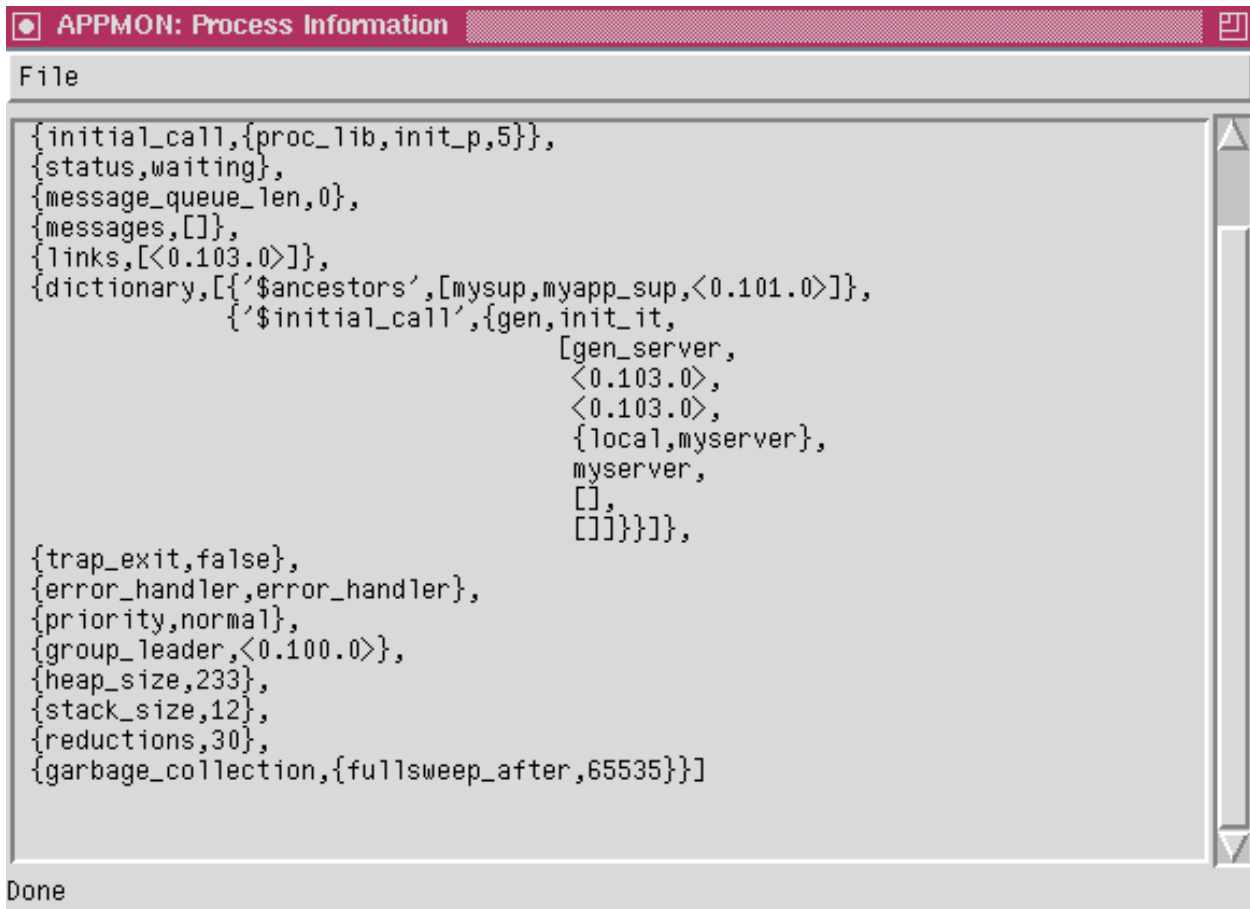 APPMON: Process Information
File
{initial_call,{proc_lib,init_p,5}},
{status,waiting},
{message_queue_len,0},
{messages,[]},
{links,[<0.103.0>]},
{dictionary,[{'$ancestors',[mysup,myapp_sup,<0.101.0>]},
{'$initial_call',{gen,init_it,
[gen_server,
<0.103.0>,
<0.103.0>,
{local,myserver},
myserver,
[],
[]]}}]},
{trap_exit,false},
{error_handler,error_handler},
{priority,normal},
{group_leader,<0.100.0>},
{heap_size,233},
{stack_size,12},
{reductions,30},
{garbage_collection,{fullsweep_after,65535}}]
Done